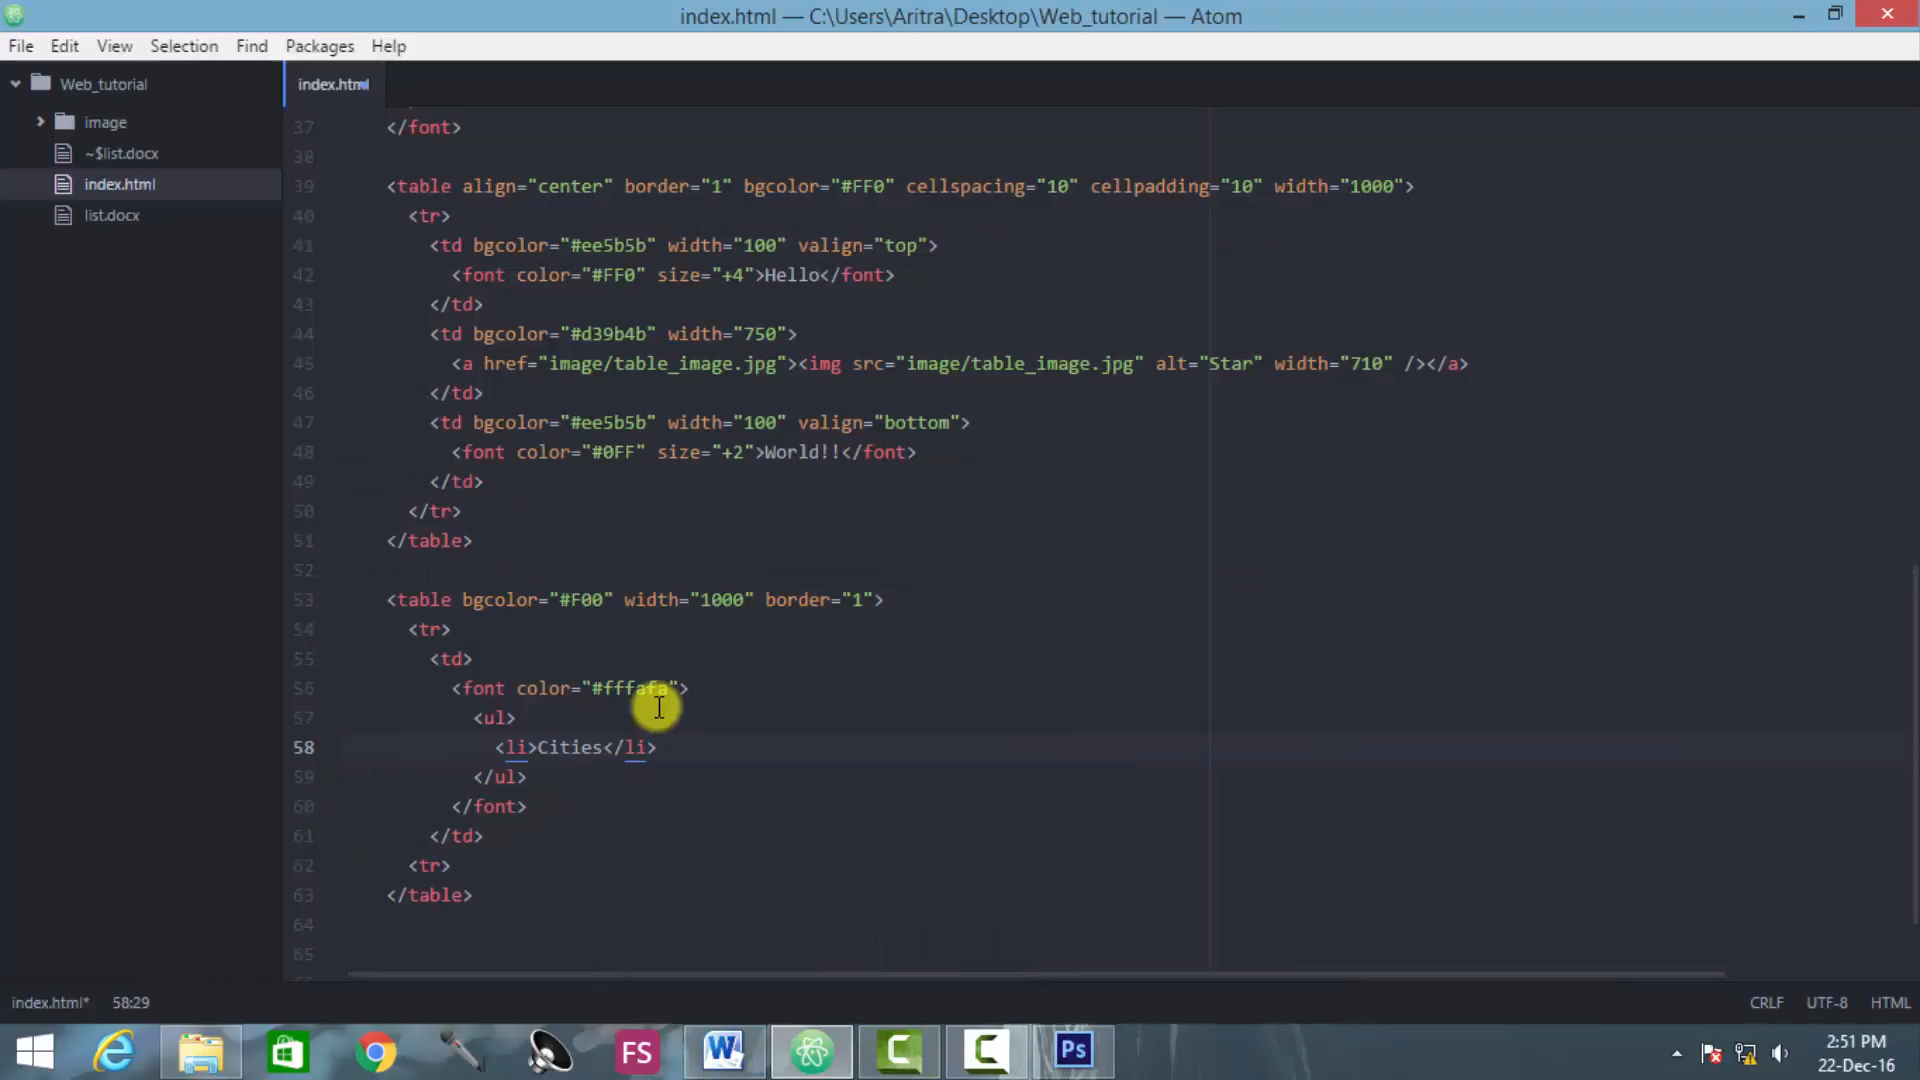 index.html — C:\Users\Aritra\Desktop\Web_tutorial — Atom
File Edit View Selection Find Packages Help
Web_tutorial
image
~$list.docx
index.html
list.docx
index.html
37 </font>
38
39 <table align="center" border="1" bgcolor="#FF0" cellspacing="10" cellpadding="10" width="1000">
40 <tr>
41 <td bgcolor="#ee5b5b" width="100" valign="top">
42 <font color="#FF0" size="+4">Hello</font>
43 </td>
44 <td bgcolor="#d39b4b" width="750">
45 <a href="image/table_image.jpg"><img src="image/table_image.jpg" alt="Star" width="710" /></a>
46 </td>
47 <td bgcolor="#ee5b5b" width="100" valign="bottom">
48 <font color="#0FF" size="+2">World!!</font>
49 </td>
50 </tr>
51 </table>
52
53 <table bgcolor="#F00" width="1000" border="1">
54 <tr>
55 <td>
56 <font color="#fffafa">
57 <ul>
58 <li>Cities</li>
59 </ul>
60 </font>
61 </td>
62 <tr>
63 </table>
64
65
index.html* 58:29 CRLF UTF-8 HTML
FS
W
C
C
Ps
2:51 PM
22-Dec-16